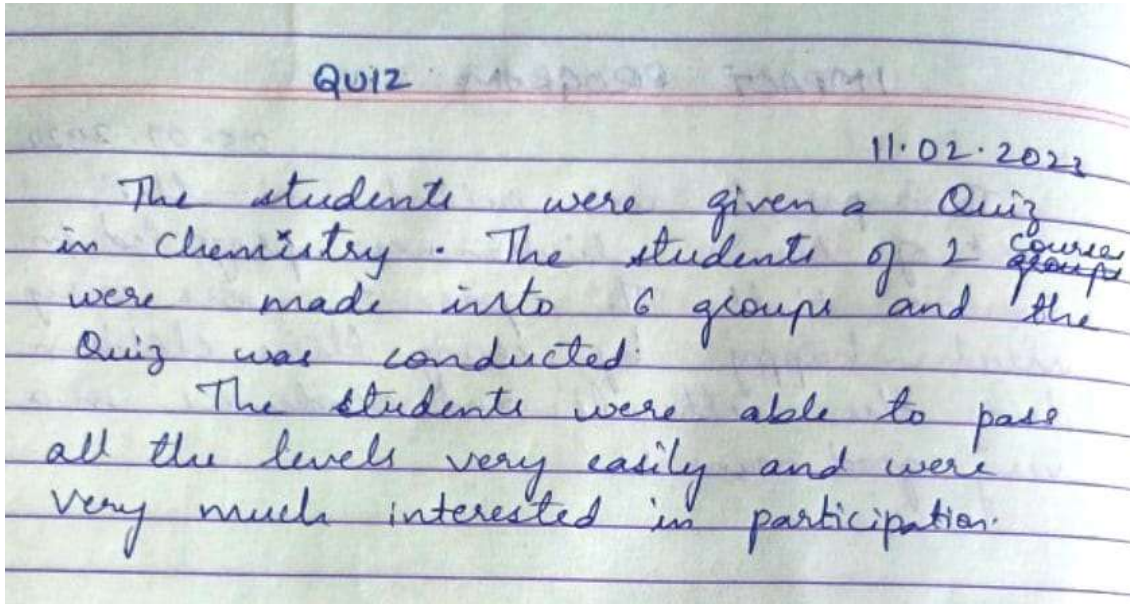 QUIZ
11.02.2023
The students were given a Quiz
in Chemistry. The students of 2 courses
were made into 6 groups and the
Quiz was conducted.
The students were able to pass
all the levels very easily and were
very much interested in participation.